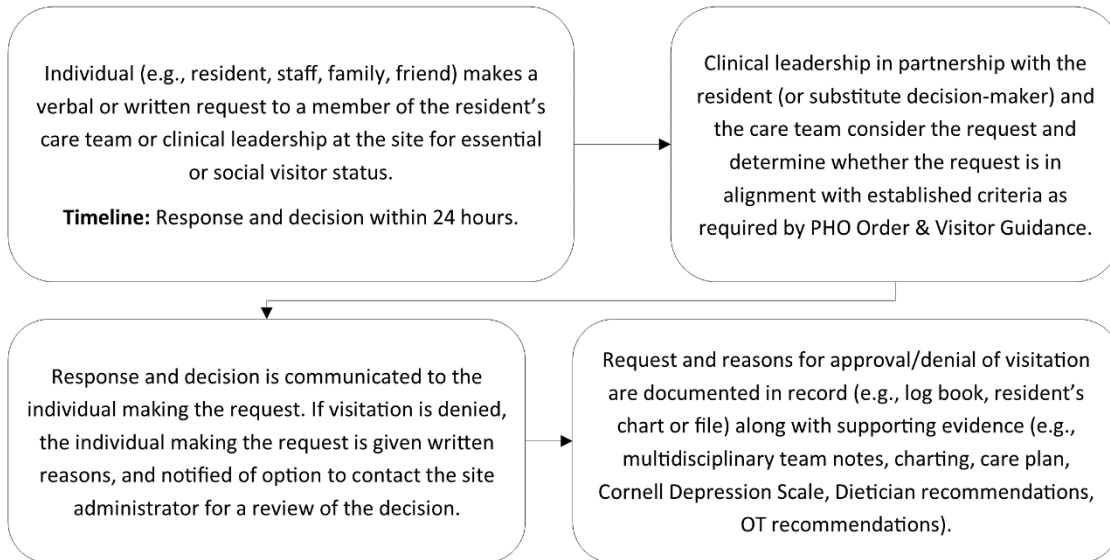 Individual (e.g., resident, staff, family, friend) makes a
verbal or written request to a member of the resident’s
care team or clinical leadership at the site for essential
or social visitor status.
Timeline: Response and decision within 24 hours.
Clinical leadership in partnership with the
resident (or substitute decision-maker) and
the care team consider the request and
determine whether the request is in
alignment with established criteria as
required by PHO Order & Visitor Guidance.
Response and decision is communicated to the
individual making the request. If visitation is denied,
the individual making the request is given written
reasons, and notified of option to contact the site
administrator for a review of the decision.
Request and reasons for approval/denial of visitation
are documented in record (e.g., log book, resident’s
chart or file) along with supporting evidence (e.g.,
multidisciplinary team notes, charting, care plan,
Cornell Depression Scale, Dietician recommendations,
OT recommendations).